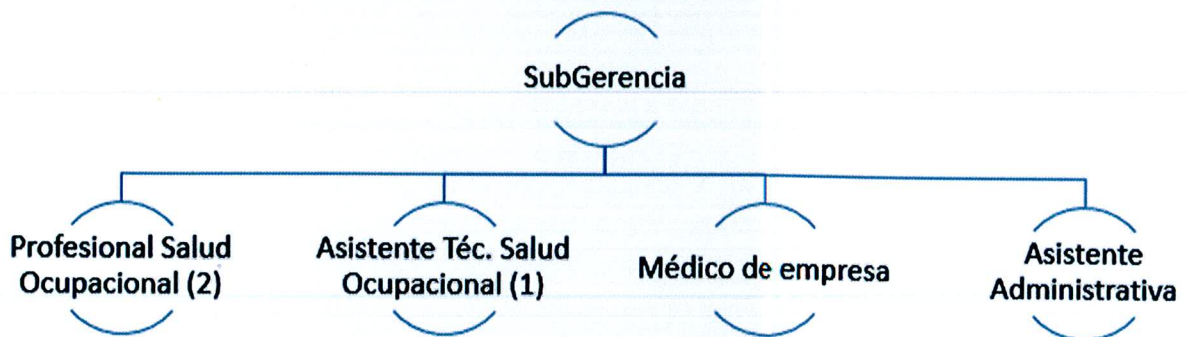 SubGerencia
Profesional Salud
Ocupacional (2)
Asistente Téc. Salud
Ocupacional (1)
Médico de empresa
Asistente
Administrativa